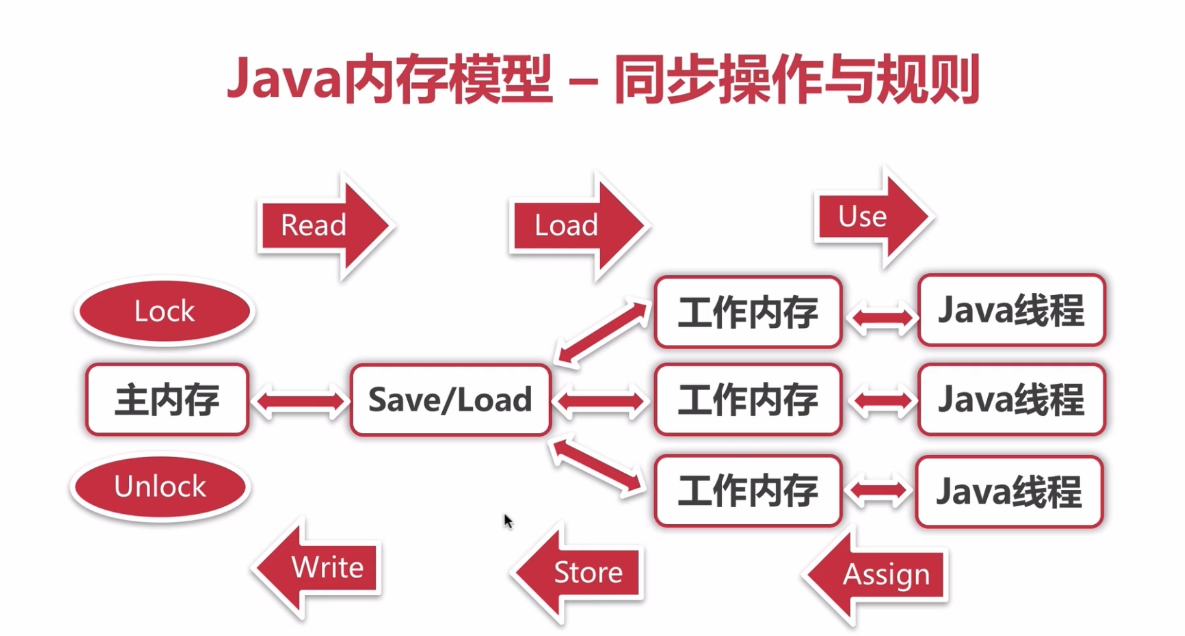 Java内存模型 – 同步操作与规则
Read
Load
Use
Lock
工作内存
Java线程
主内存
Save/Load
工作内存
Java线程
Unlock
工作内存
Java线程
Write
Store
Assign